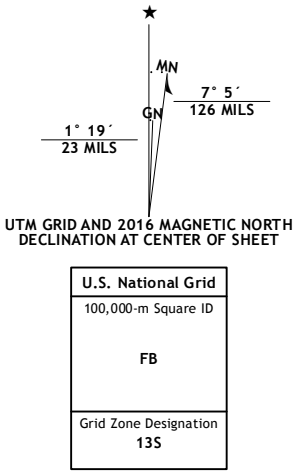 ★
MN
7° 5´
126 MILS
GN
1° 19´
23 MILS
UTM GRID AND 2016 MAGNETIC NORTH
DECLINATION AT CENTER OF SHEET
U.S. National Grid
100,000-m Square ID
FB
Grid Zone Designation
13S